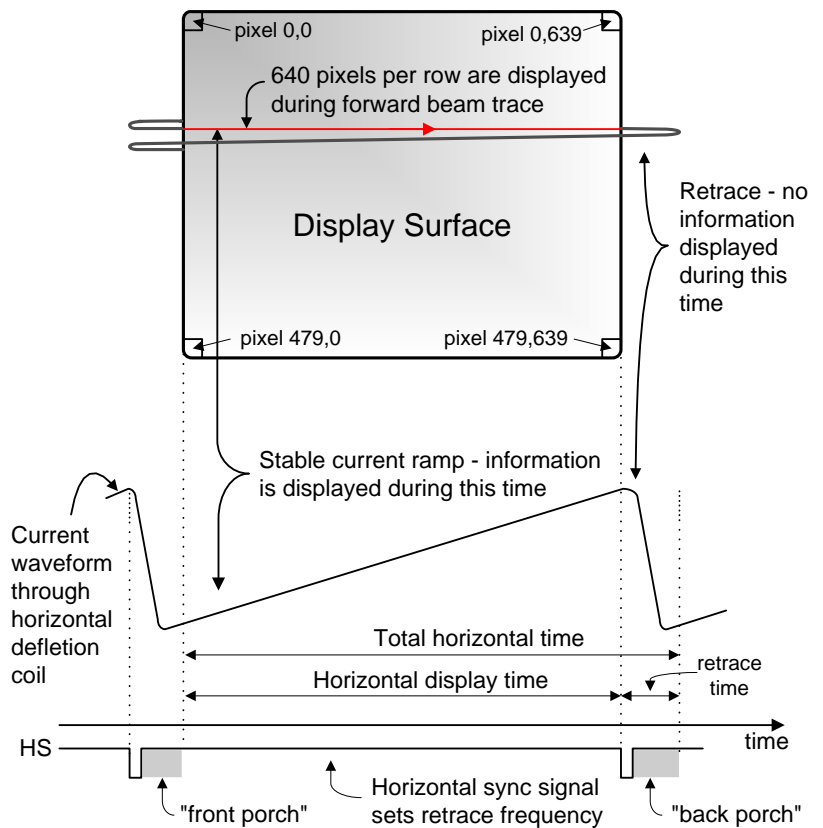 pixel 0,0
pixel 0,639
640 pixels per row are displayed
during forward beam trace
Retrace - no
information
displayed
during this
time
Display Surface
pixel 479,0
pixel 479,639
Stable current ramp - information
is displayed during this time
Current
waveform
through
horizontal
defletion
coil
Total horizontal time
Horizontal display time
retrace
time
time
HS
"front porch"
Horizontal sync signal
sets retrace frequency
"back porch"